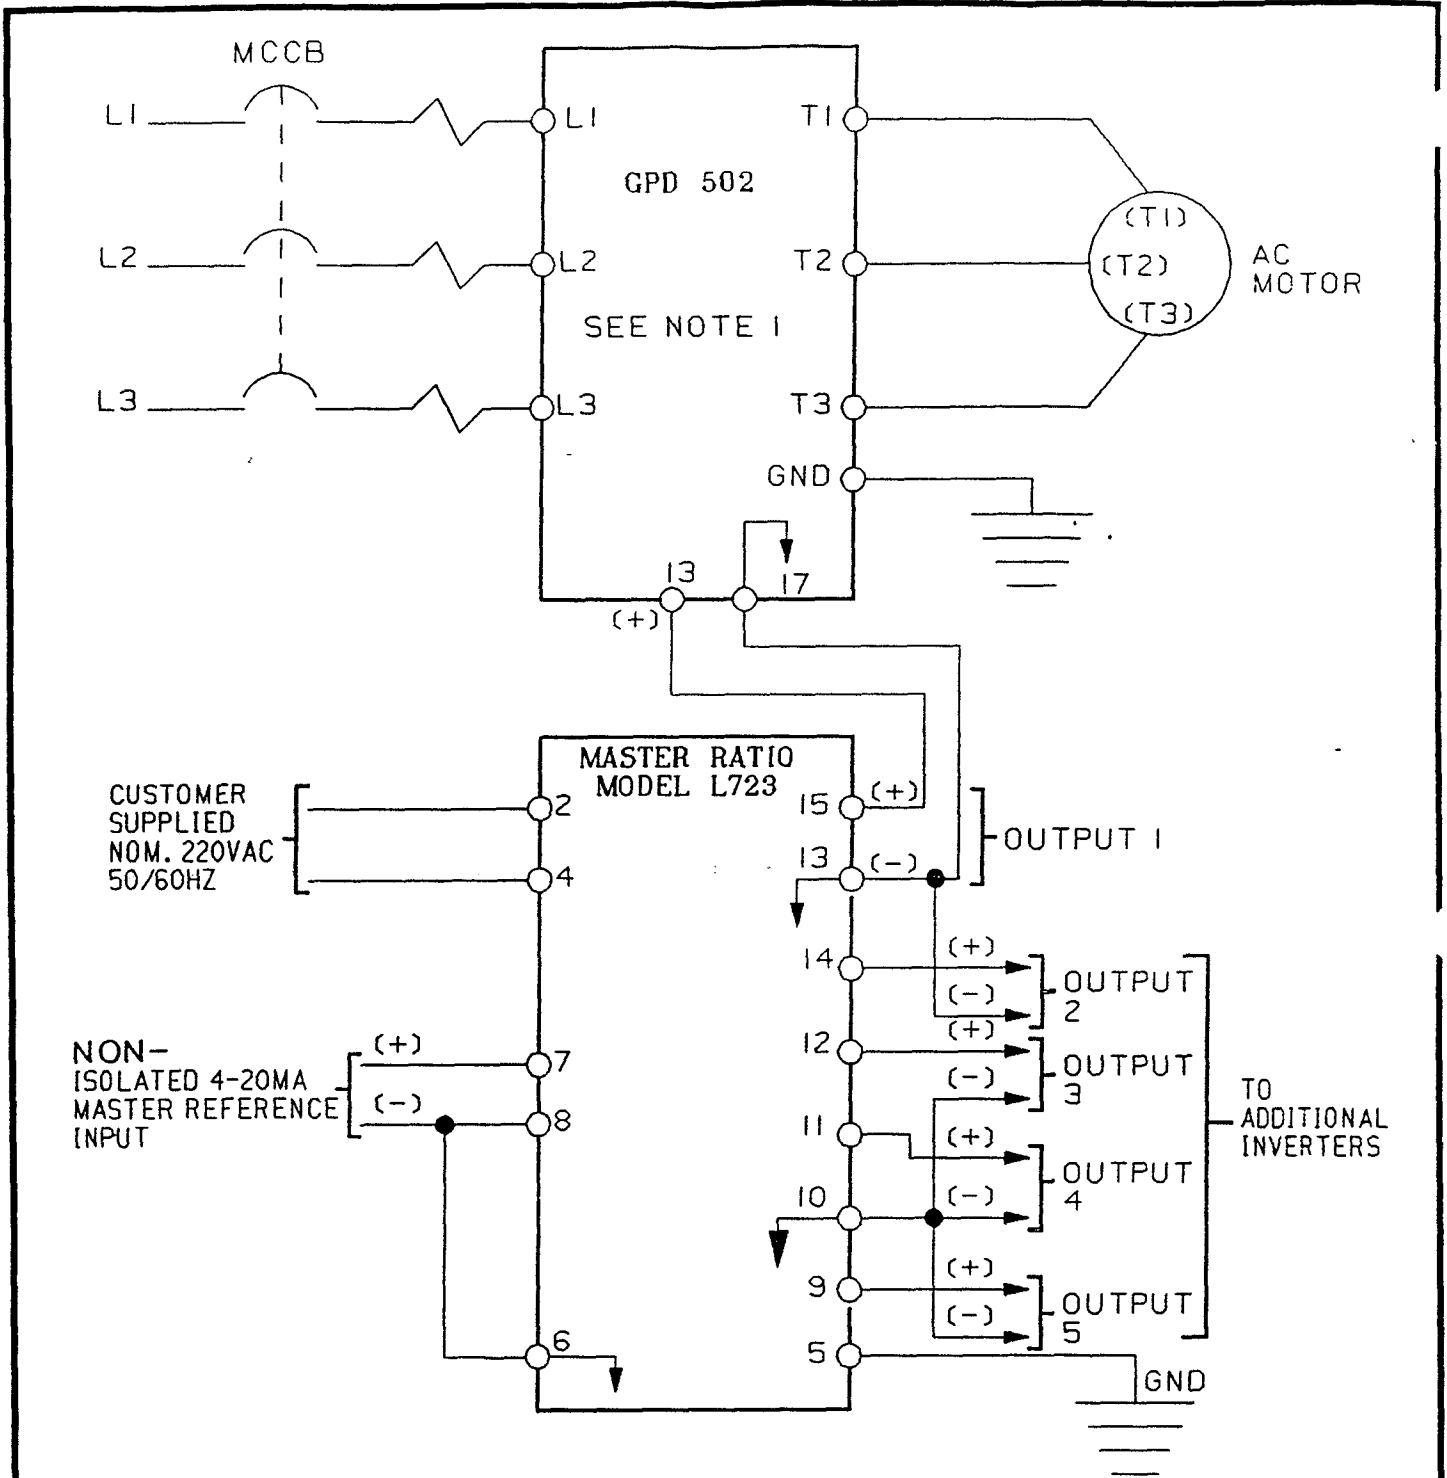 MCCB
L1
L1
T1
GPD 502
(T1)
L2
L2
T2
(T2)
AC
MOTOR
SEE NOTE 1
(T3)
L3
L3
T3
GND
13
17
(+)
MASTER RATIO
MODEL L723
CUSTOMER
SUPPLIED
NOM. 220VAC
50/60HZ
2
4
15
(+)
13
(-)
OUTPUT 1
14
(+)
(-)
OUTPUT
2
12
(+)
(-)
OUTPUT
3
NON-
ISOLATED 4-20MA
MASTER REFERENCE
INPUT
(+)
(-)
7
8
11
(+)
10
(-)
OUTPUT
4
TO
ADDITIONAL
INVERTERS
9
(+)
(-)
OUTPUT
5
6
5
GND